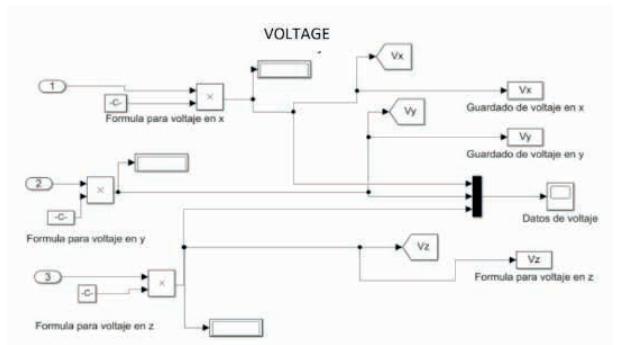 VOLTAGE
Vx
1
-C-
×
Formula para voltaje en x
Vx
Guardado de voltaje en x
Vy
Vy
Guardado de voltaje en y
2
×
-C-
Formula para voltaje en y
Datos de voltaje
Vz
Vz
Formula para voltaje en z
3
×
-C-
Formula para voltaje en z